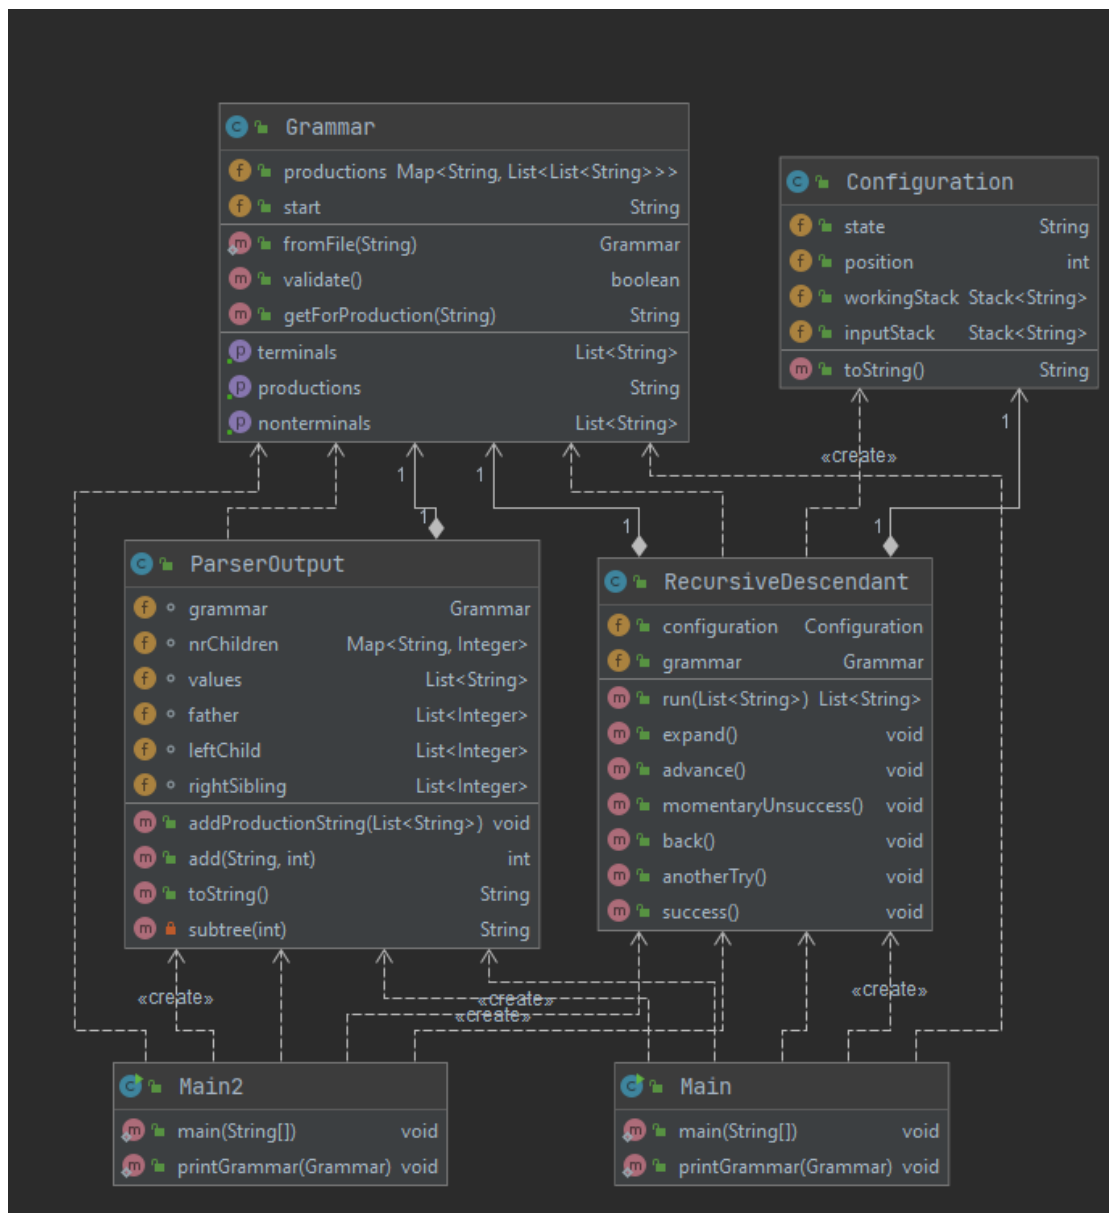 Grammar
productions Map<String, List<List<String>>>
start String
fromFile(String) Grammar
validate() boolean
getForProduction(String) String
terminals List<String>
productions String
nonterminals List<String>
Configuration
state String
position int
workingStack Stack<String>
inputStack Stack<String>
toString() String
1
«create»
1
1
1
1
1
ParserOutput
grammar Grammar
nrChildren Map<String, Integer>
values List<String>
father List<Integer>
leftChild List<Integer>
rightSibling List<Integer>
addProductionString(List<String>) void
add(String, int) int
toString() String
subtree(int) String
RecursiveDescendant
configuration Configuration
grammar Grammar
run(List<String>) List<String>
expand() void
advance() void
momentaryUnsuccess() void
back() void
anotherTry() void
success() void
«create»
«create»
«create»
«create»
Main2
main(String[]) void
printGrammar(Grammar) void
Main
main(String[]) void
printGrammar(Grammar) void